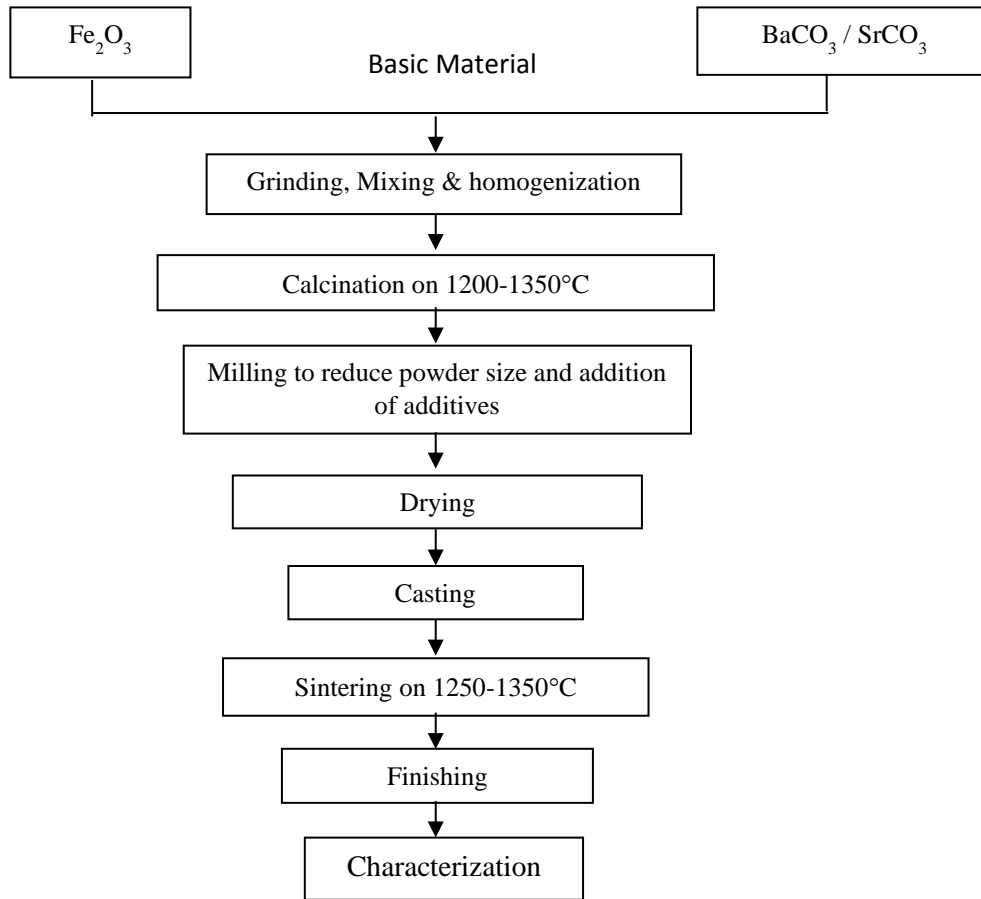 Fe₂O₃
BaCO₃ / SrCO₃
Basic Material
Grinding, Mixing & homogenization
Calcination on 1200-1350°C
Milling to reduce powder size and addition
of additives
Drying
Casting
Sintering on 1250-1350°C
Finishing
Characterization